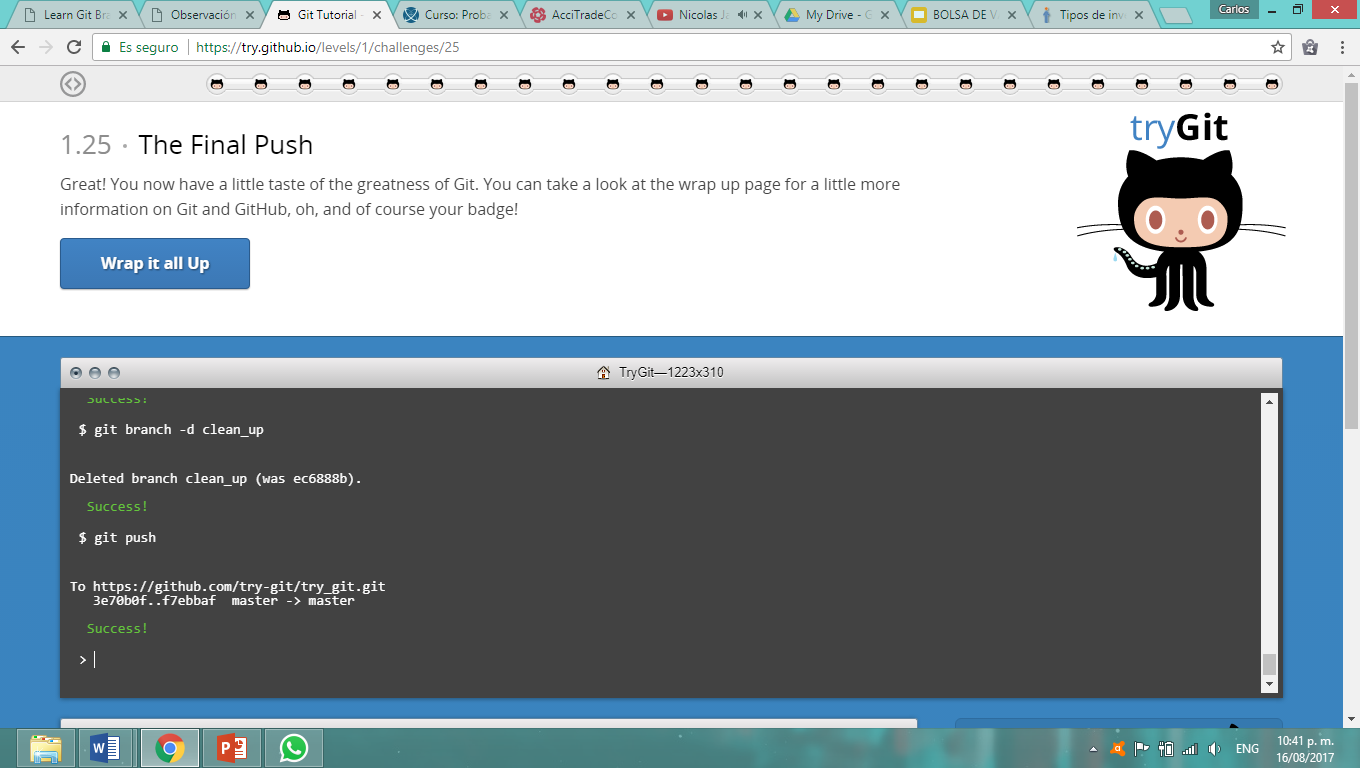 Learn Git Bra
Observación
Git Tutorial -
Curso: Proba
AcciTradeCo
Nicolas Ja
My Drive - G
BOLSA DE V
Tipos de inve
Carlos
Es seguro
https://try.github.io/levels/1/challenges/25
1.25 · The Final Push
tryGit
Great! You now have a little taste of the greatness of Git. You can take a look at the wrap up page for a little more
information on Git and GitHub, oh, and of course your badge!
Wrap it all Up
TryGit—1223x310
Success!
$ git branch -d clean_up
Deleted branch clean_up (was ec6888b).
Success!
$ git push
To https://github.com/try-git/try_git.git
3e70b0f..f7ebbaf  master -> master
Success!
>
ENG
10:41 p. m.
16/08/2017